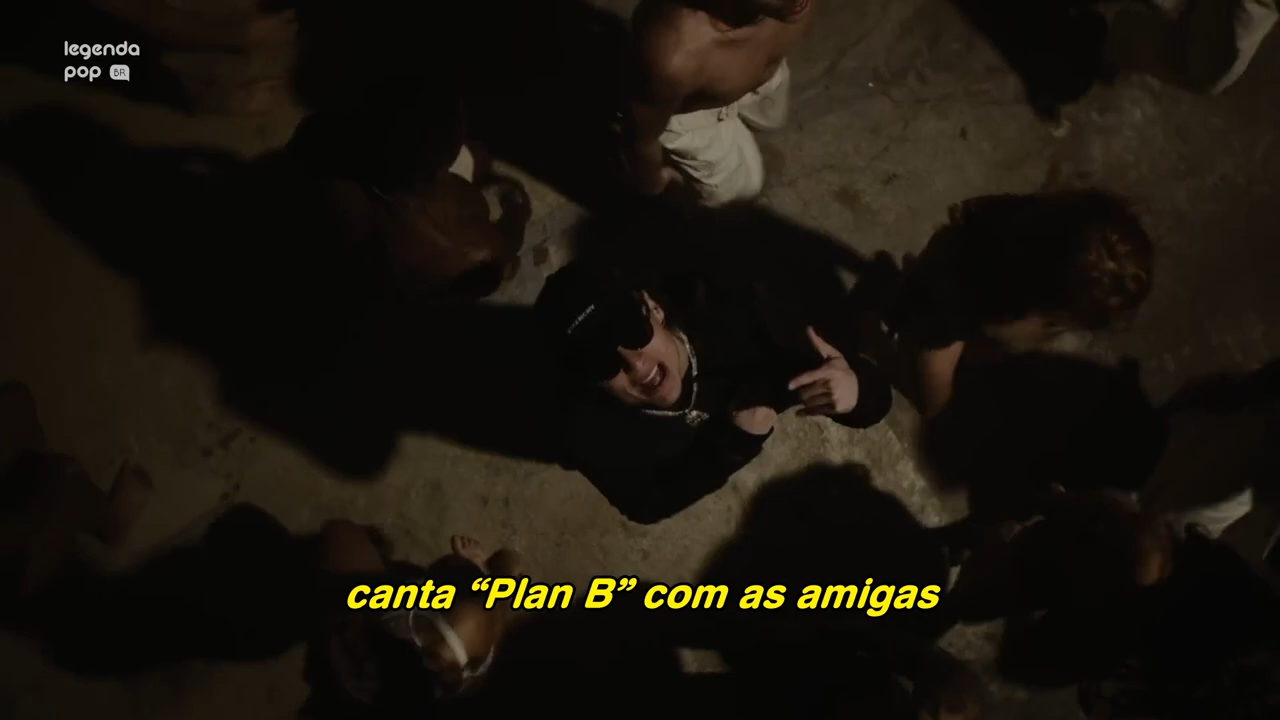 legenda
pop BR
canta “Plan B” com as amigas